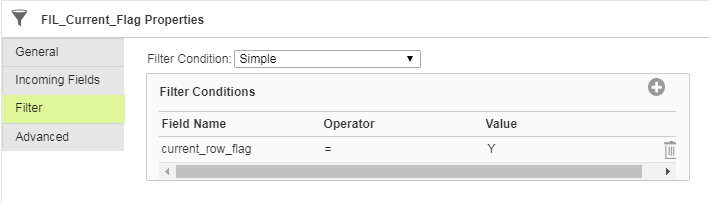 FIL_Current_Flag Properties
General
Incoming Fields
Filter
Advanced
Filter Condition: Simple
Filter Conditions
Field Name Operator Value
current_row_flag = Y